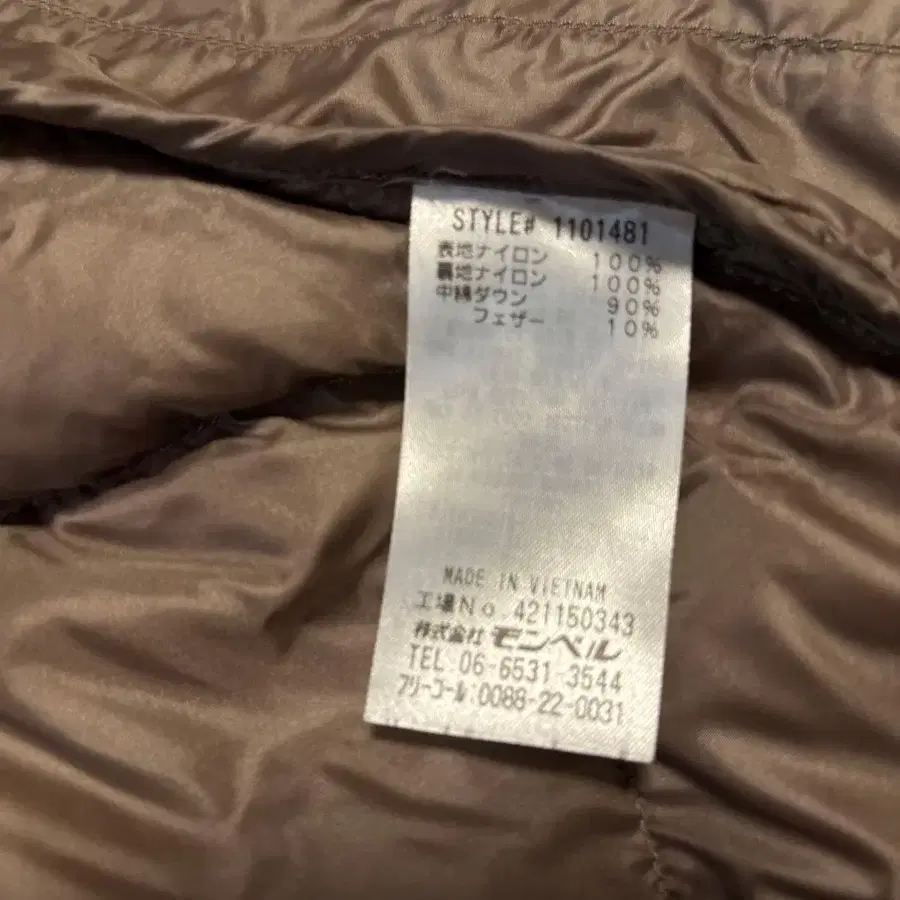 STYLE# 1101481
表地ナイロン 100%
裏地ナイロン 100%
中綿ダウン 90%
フェザー 10%
MADE IN VIETNAM
工場No. 421150343
株式会社 モンベル
TEL.06-6531-3544
フリーコール:0088-22-0031